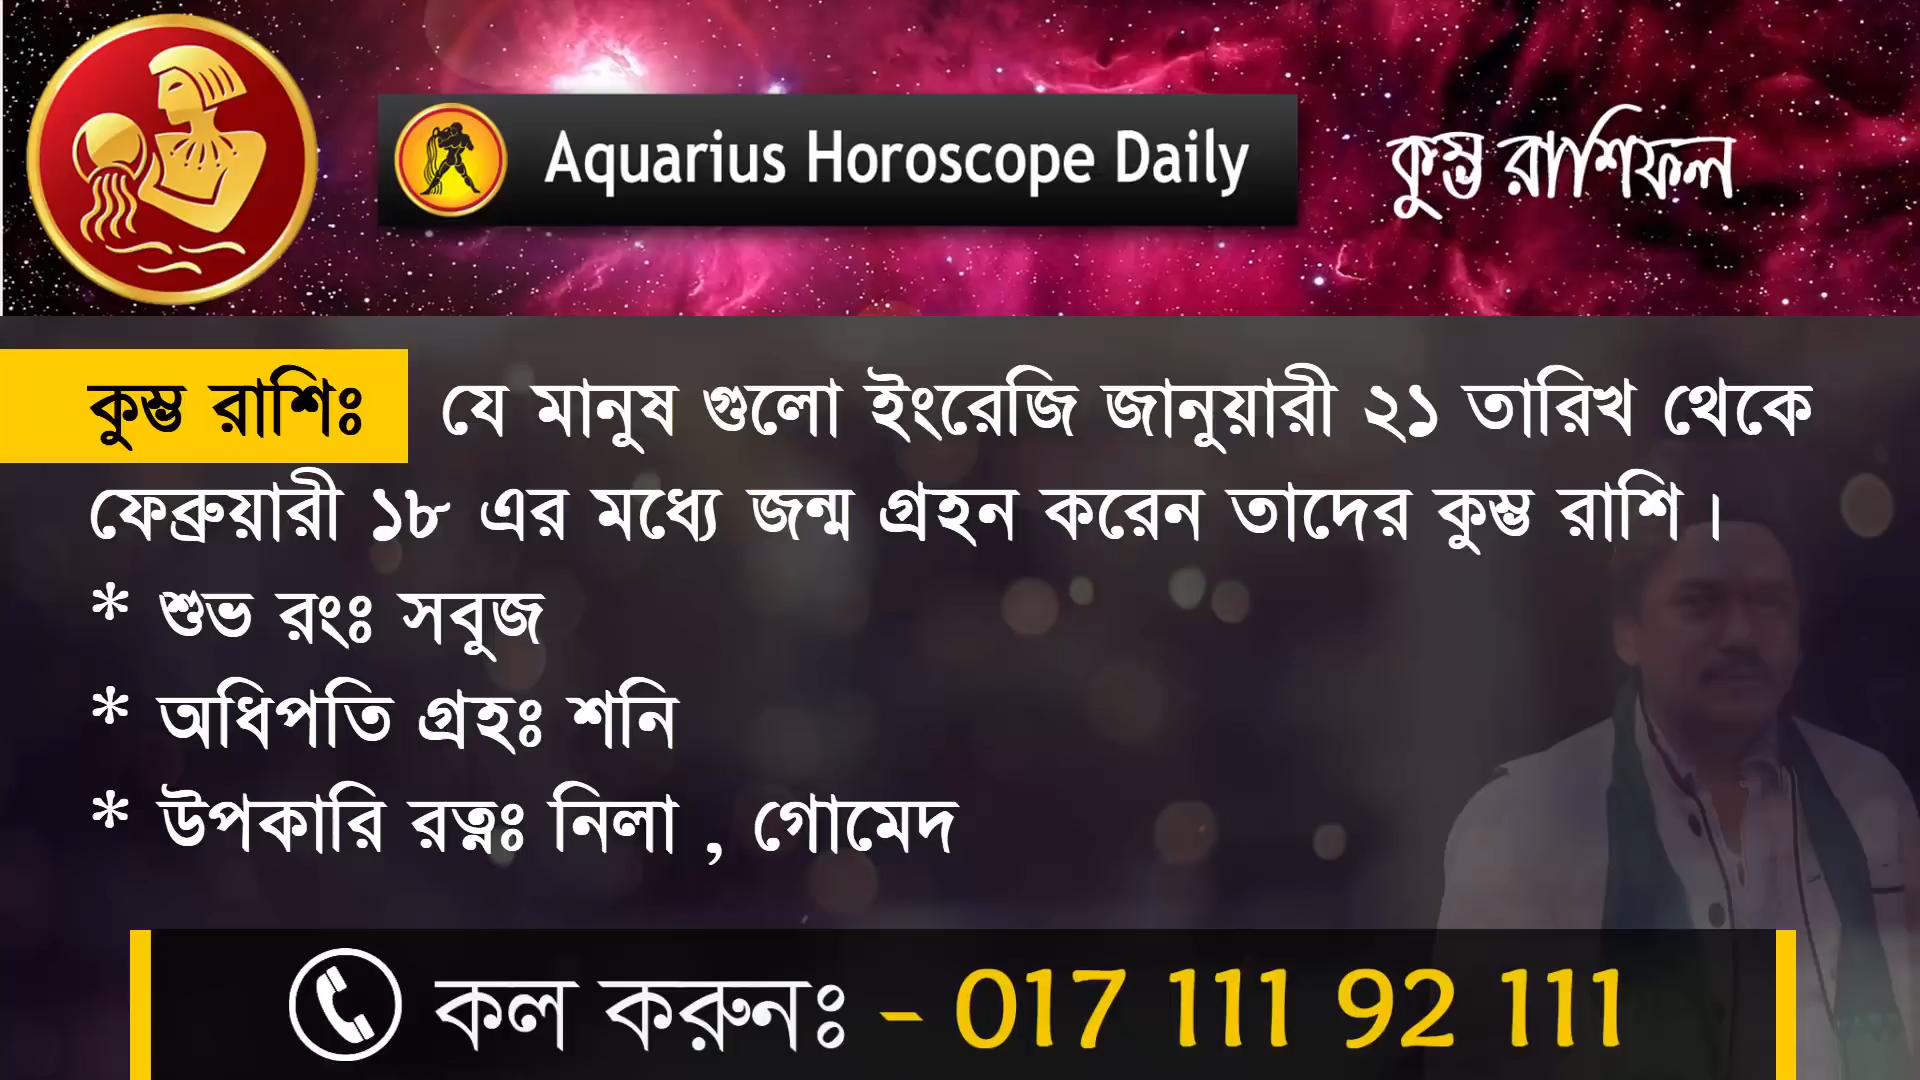 Aquarius Horoscope Daily
কুম্ভ রাশিফল
কুম্ভ রাশিঃ যে মানুষ গুলো ইংরেজি জানুয়ারী ২১ তারিখ থেকে
ফেব্রুয়ারী ১৮ এর মধ্যে জন্ম গ্রহন করেন তাদের কুম্ভ রাশি।
* শুভ রংঃ সবুজ
* অধিপতি গ্রহঃ শনি
* উপকারি রত্নঃ নিলা , গোমেদ
কল করুনঃ - 017 111 92 111